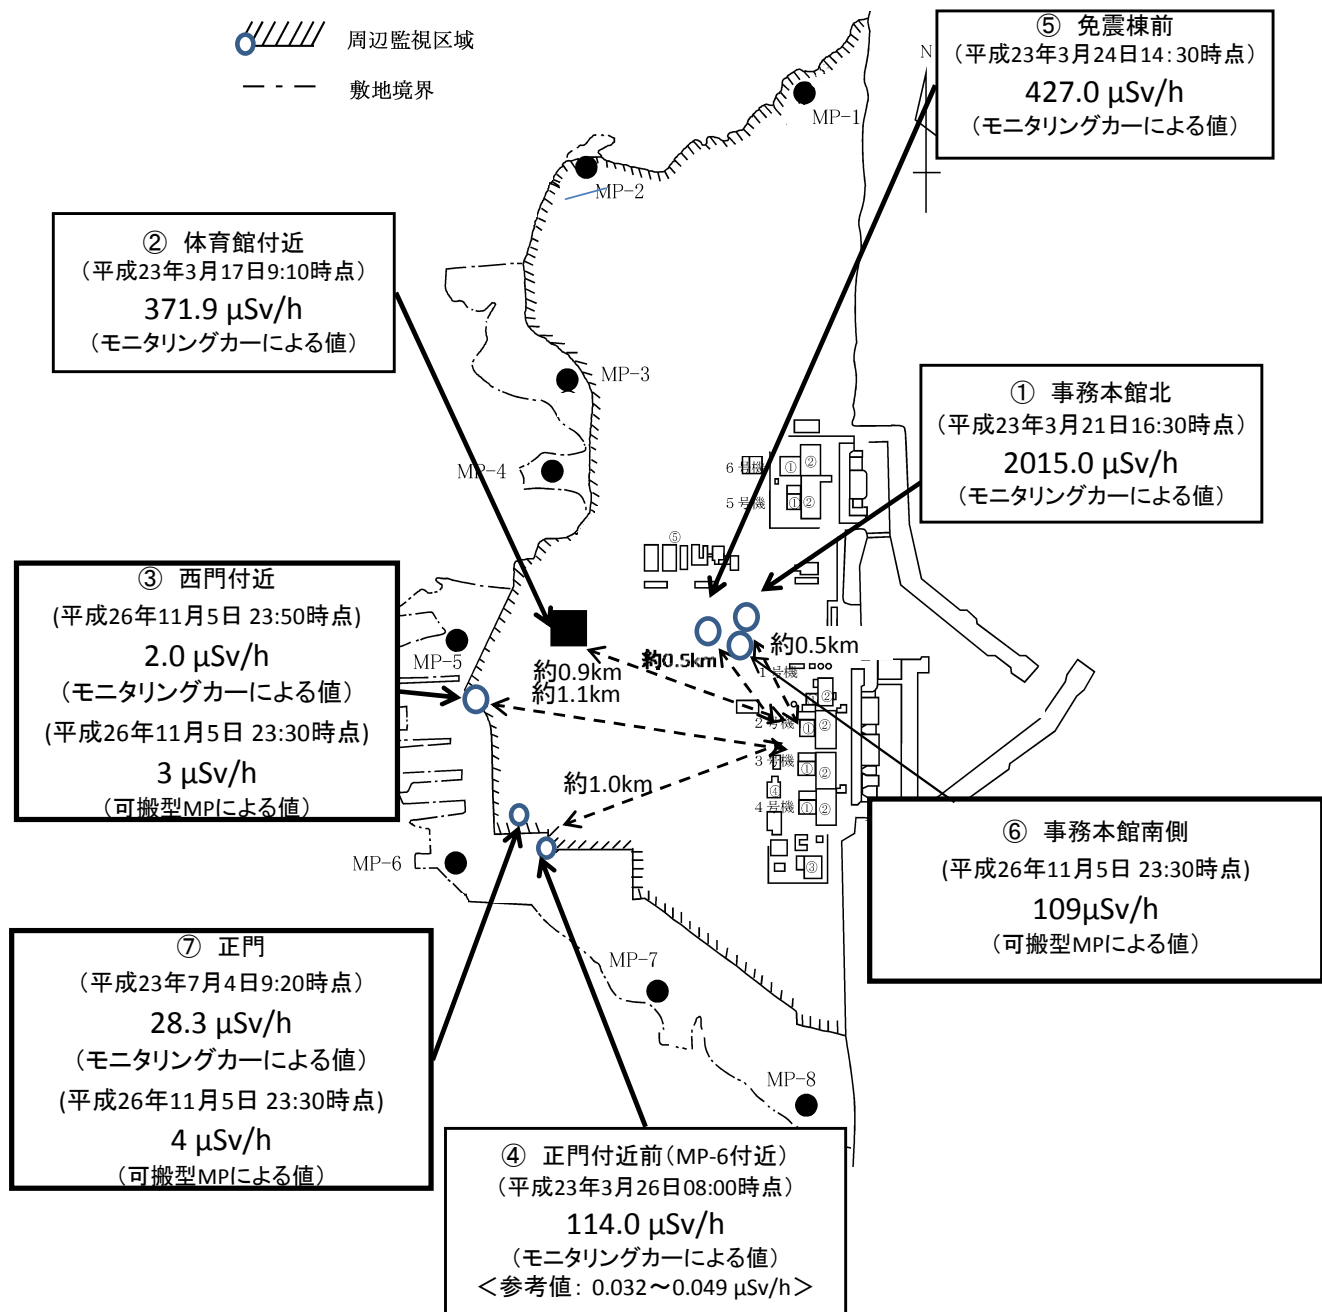 周辺監視区域
敷地境界
⑤ 免震棟前
（平成23年3月24日14：30時点）
427.0 μSv/h
（モニタリングカーによる値）
N
MP-1
MP-2
② 体育館付近
（平成23年3月17日9:10時点）
371.9 μSv/h
（モニタリングカーによる値）
MP-3
① 事務本館北
（平成23年3月21日16:30時点）
2015.0 μSv/h
（モニタリングカーによる値）
MP-4
6号機
①
②
5号機
①
②
⑤
③ 西門付近
(平成26年11月5日 23:50時点)
2.0 μSv/h
（モニタリングカーによる値）
(平成26年11月5日 23:30時点)
3 μSv/h
（可搬型MPによる値）
MP-5
約0.9km
約1.1km
約0.5km
約0.5km
1号機
②
2号機
①
②
3号機
①
②
約1.0km
④
4号機
①
②
③
MP-6
⑥ 事務本館南側
(平成26年11月5日 23:30時点)
109μSv/h
（可搬型MPによる値）
⑦ 正門
（平成23年7月4日9:20時点）
28.3 μSv/h
（モニタリングカーによる値）
(平成26年11月5日 23:30時点)
4 μSv/h
（可搬型MPによる値）
MP-7
MP-8
④ 正門付近前（MP-6付近）
（平成23年3月26日08:00時点）
114.0 μSv/h
（モニタリングカーによる値）
＜参考値： 0.032～0.049 μSv/h＞